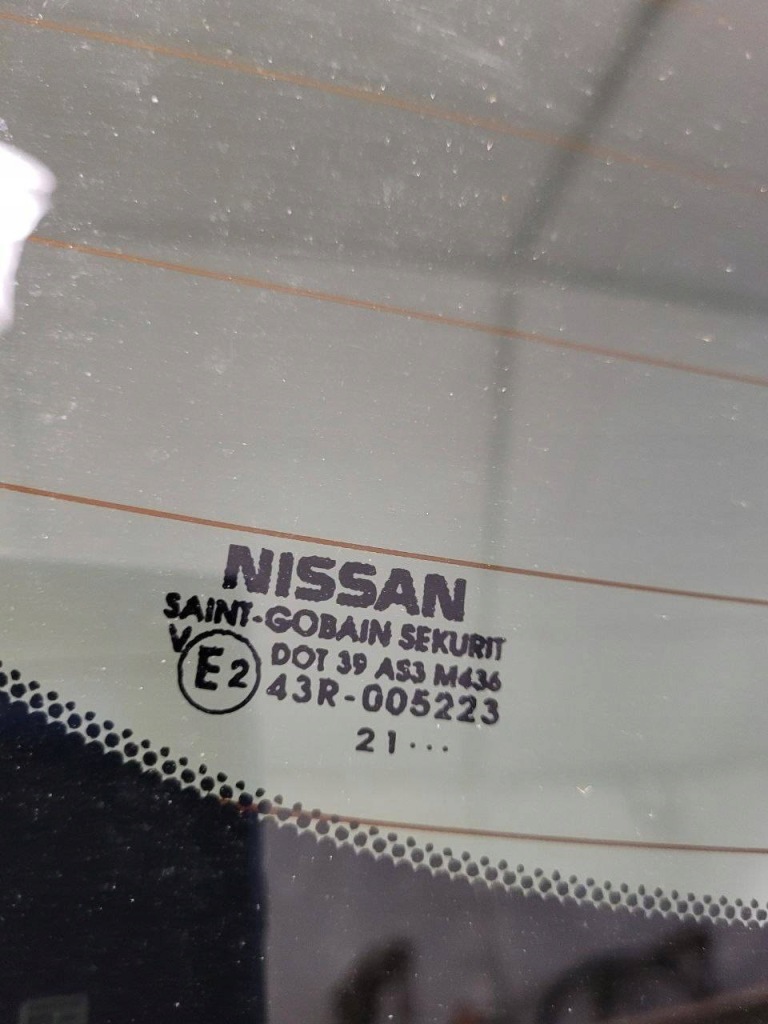 NISSAN
SAINT-GOBAIN SEKURIT
V
E2
DOT 39 AS3 M436
43R-005223
21...